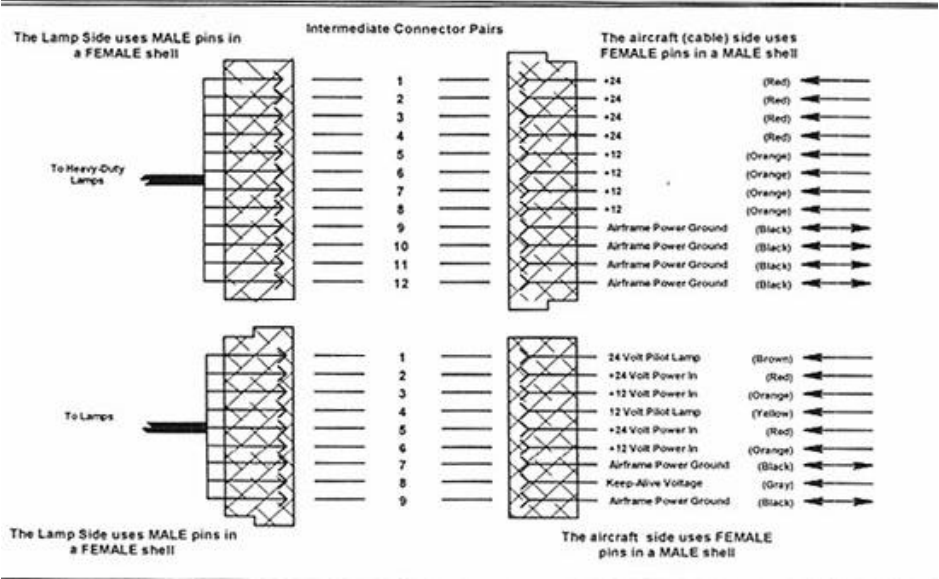 Intermediate Connector Pairs
The Lamp Side uses MALE pins in
a FEMALE shell
The aircraft (cable) side uses
FEMALE pins in a MALE shell
1 +24 (Red)
2 +24 (Red)
3 +24 (Red)
4 +24 (Red)
5 +12 (Orange)
To Heavy-Duty
Lamps
6 +12 (Orange)
7 +12 (Orange)
8 +12 (Orange)
9 Airframe Power Ground (Black)
10 Airframe Power Ground (Black)
11 Airframe Power Ground (Black)
12 Airframe Power Ground (Black)
1 24 Volt Pilot Lamp (Brown)
2 +24 Volt Power In (Red)
3 +12 Volt Power In (Orange)
To Lamps
4 12 Volt Pilot Lamp (Yellow)
5 +24 Volt Power In (Red)
6 +12 Volt Power In (Orange)
7 Airframe Power Ground (Black)
8 Keep-Alive Voltage (Gray)
9 Airframe Power Ground (Black)
The Lamp Side uses MALE pins in
a FEMALE shell
The aircraft side uses FEMALE
pins in a MALE shell